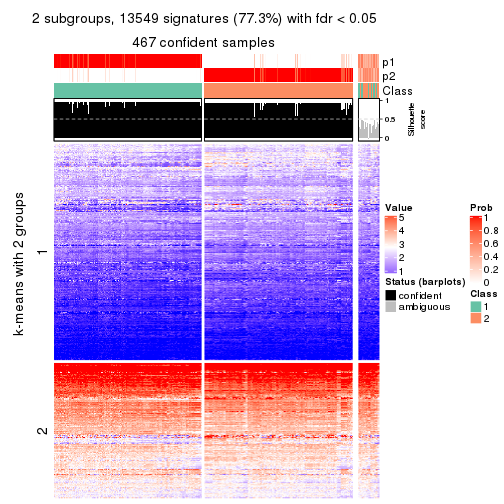 2 subgroups, 13549 signatures (77.3%) with fdr < 0.05
467 confident samples
p1
p2
Class
1
0.5
0
Silhouette
score
k-means with 2 groups
1
2
Value
5
4
3
2
1
Status (barplots)
confident
ambiguous
Prob
1
0.8
0.6
0.4
0.2
0
Class
1
2